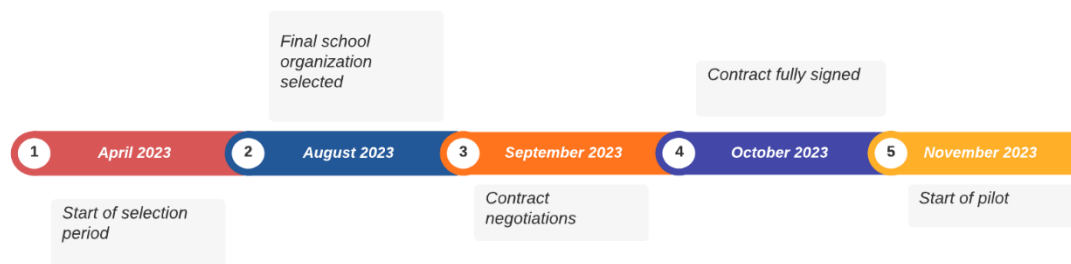 Final school
organization
selected
Contract fully signed
1
April 2023
2
August 2023
3
September 2023
4
October 2023
5
November 2023
Start of selection
period
Contract
negotiations
Start of pilot